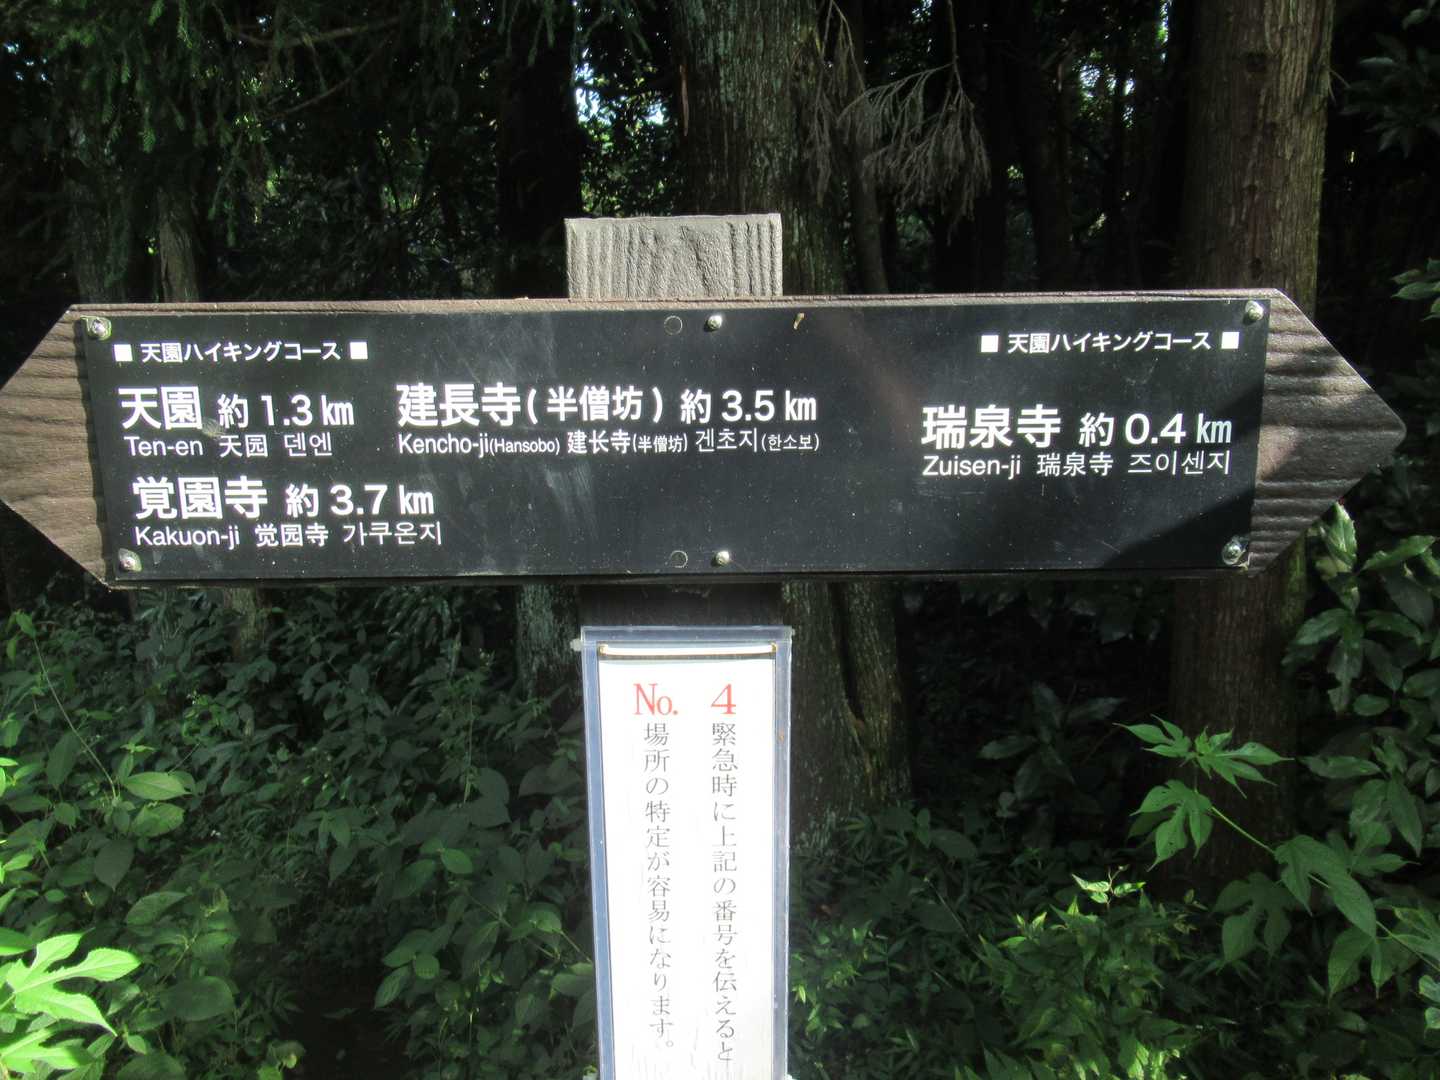 ■ 天園ハイキングコース ■
天園 約 1.3 km
Ten-en 天园 덴엔
建長寺(半僧坊) 約 3.5 km
Kencho-ji(Hansobo) 建长寺(半僧坊) 겐초지(한소보)
覚園寺 約 3.7 km
Kakuon-ji 觉园寺 가쿠온지
■ 天園ハイキングコース ■
瑞泉寺 約 0.4 km
Zuisen-ji 瑞泉寺 즈이센지
No. 4
緊急時に上記の番号を伝えると
場所の特定が容易になります。